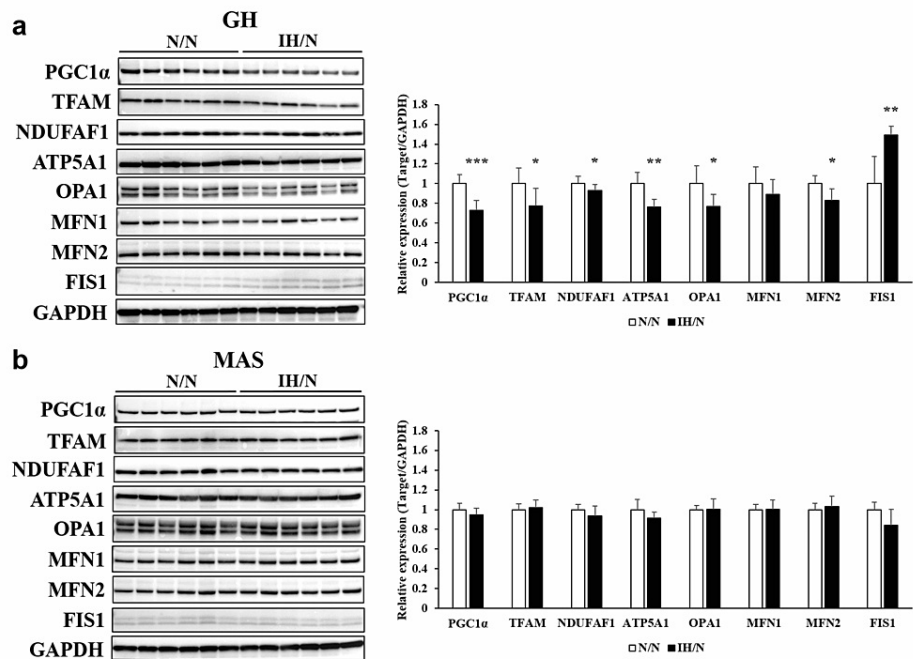 a
GH
N/N IH/N
PGC1α
TFAM
NDUFAF1
ATP5A1
OPA1
MFN1
MFN2
FIS1
GAPDH
Relative expression (Target/GAPDH)
1.8
1.6
1.4
1.2
1
0.8
0.6
0.4
0.2
0
*** * * ** * * **
PGC1α TFAM NDUFAF1 ATP5A1 OPA1 MFN1 MFN2 FIS1
N/N IH/N
b
MAS
N/N IH/N
PGC1α
TFAM
NDUFAF1
ATP5A1
OPA1
MFN1
MFN2
FIS1
GAPDH
Relative expression (Target/GAPDH)
1.8
1.6
1.4
1.2
1
0.8
0.6
0.4
0.2
0
PGC1α TFAM NDUFAF1 ATP5A1 OPA1 MFN1 MFN2 FIS1
N/N IH/N